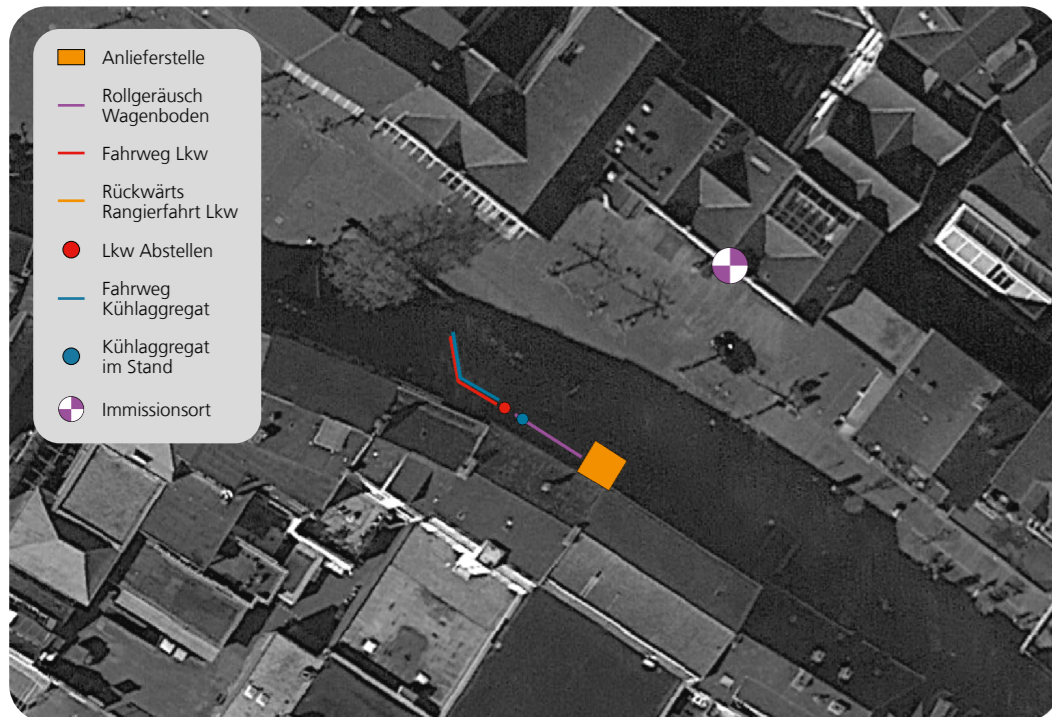 Anlieferstelle
Rollgeräusch
Wagenboden
Fahrweg Lkw
Rückwärts
Rangierfahrt Lkw
Lkw Abstellen
Fahrweg
Kühlaggregat
Kühlaggregat
im Stand
Immissionsort